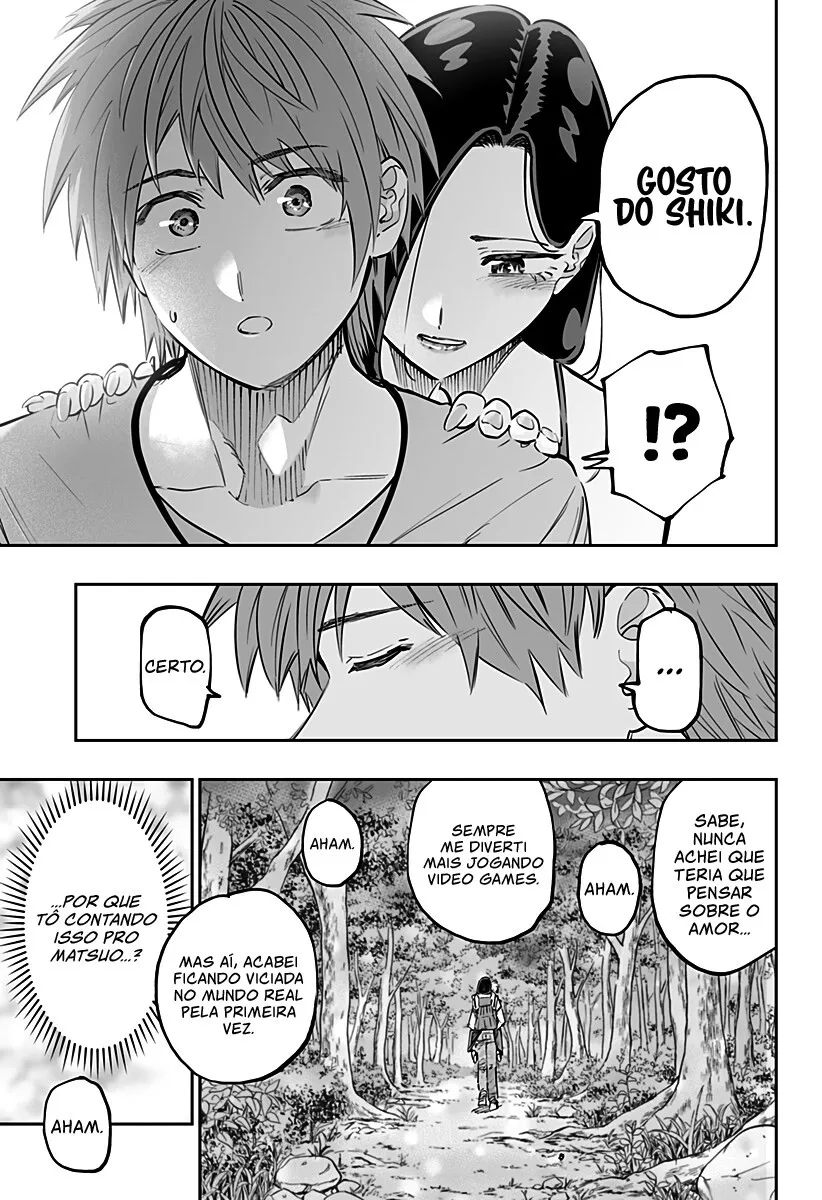 GOSTO
DO SHIKI.
!?
...
CERTO.
SABE,
NUNCA
ACHEI QUE
TERIA QUE
PENSAR
SOBRE O
AMOR...
AHAM.
SEMPRE
ME DIVERTI
MAIS JOGANDO
VIDEO GAMES.
AHAM.
MAS AÍ, ACABEI
FICANDO VICIADA
NO MUNDO REAL
PELA PRIMEIRA
VEZ.
...POR QUE
TÔ CONTANDO
ISSO PRO
MATSUO...?
AHAM.